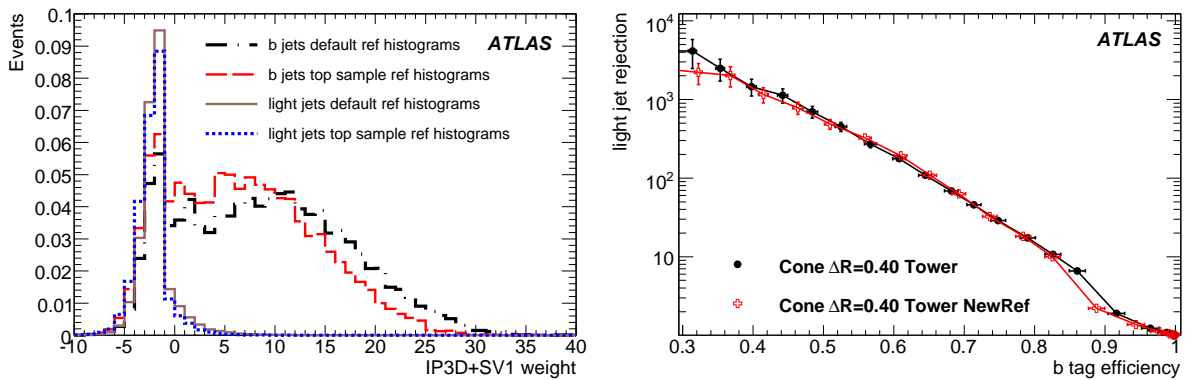 Events
0.1
0.09
0.08
0.07
0.06
0.05
0.04
0.03
0.02
0.01
0
b jets default ref histograms
b jets top sample ref histograms
light jets default ref histograms
light jets top sample ref histograms
ATLAS
-10 -5 0 5 10 15 20 25 30 35 40
IP3D+SV1 weight
light jet rejection
10⁴
10³
10²
10
ATLAS
Cone ΔR=0.40 Tower
Cone ΔR=0.40 Tower NewRef
0.3 0.4 0.5 0.6 0.7 0.8 0.9 1
b tag efficiency